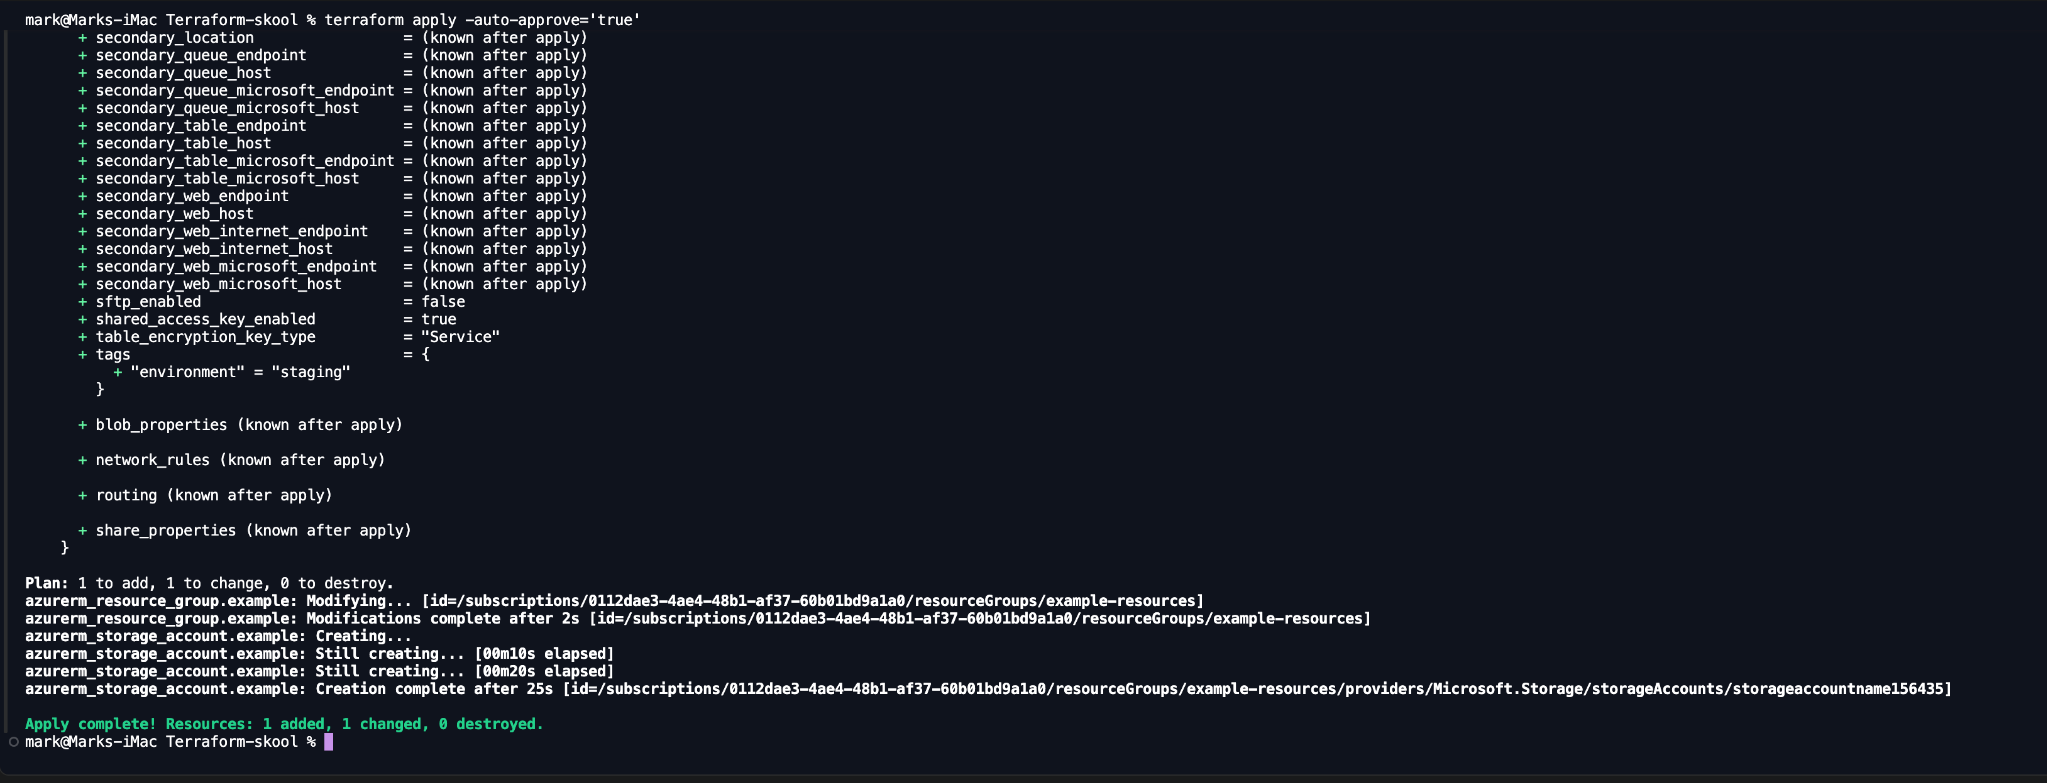 mark@Marks-iMac Terraform-skool % terraform apply -auto-approve='true'
+ secondary_location = (known after apply)
+ secondary_queue_endpoint = (known after apply)
+ secondary_queue_host = (known after apply)
+ secondary_queue_microsoft_endpoint = (known after apply)
+ secondary_queue_microsoft_host = (known after apply)
+ secondary_table_endpoint = (known after apply)
+ secondary_table_host = (known after apply)
+ secondary_table_microsoft_endpoint = (known after apply)
+ secondary_table_microsoft_host = (known after apply)
+ secondary_web_endpoint = (known after apply)
+ secondary_web_host = (known after apply)
+ secondary_web_internet_endpoint = (known after apply)
+ secondary_web_internet_host = (known after apply)
+ secondary_web_microsoft_endpoint = (known after apply)
+ secondary_web_microsoft_host = (known after apply)
+ sftp_enabled = false
+ shared_access_key_enabled = true
+ table_encryption_key_type = "Service"
+ tags = {
+ "environment" = "staging"
}
+ blob_properties (known after apply)
+ network_rules (known after apply)
+ routing (known after apply)
+ share_properties (known after apply)
}
Plan: 1 to add, 1 to change, 0 to destroy.
azurerm_resource_group.example: Modifying... [id=/subscriptions/0112dae3-4ae4-48b1-af37-60b01bd9a1a0/resourceGroups/example-resources]
azurerm_resource_group.example: Modifications complete after 2s [id=/subscriptions/0112dae3-4ae4-48b1-af37-60b01bd9a1a0/resourceGroups/example-resources]
azurerm_storage_account.example: Creating...
azurerm_storage_account.example: Still creating... [00m10s elapsed]
azurerm_storage_account.example: Still creating... [00m20s elapsed]
azurerm_storage_account.example: Creation complete after 25s [id=/subscriptions/0112dae3-4ae4-48b1-af37-60b01bd9a1a0/resourceGroups/example-resources/providers/Microsoft.Storage/storageAccounts/storageaccountname156435]
Apply complete! Resources: 1 added, 1 changed, 0 destroyed.
mark@Marks-iMac Terraform-skool %